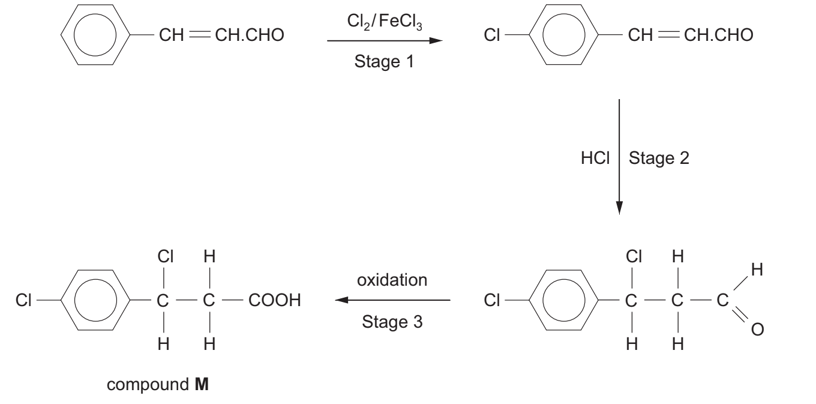 CH=CH.CHO
Cl₂/FeCl₃
Stage 1
Cl
CH=CH.CHO
HCl
Stage 2
Cl H
Cl C C COOH
H H
compound M
oxidation
Stage 3
Cl H
H
Cl C C C
O
H H